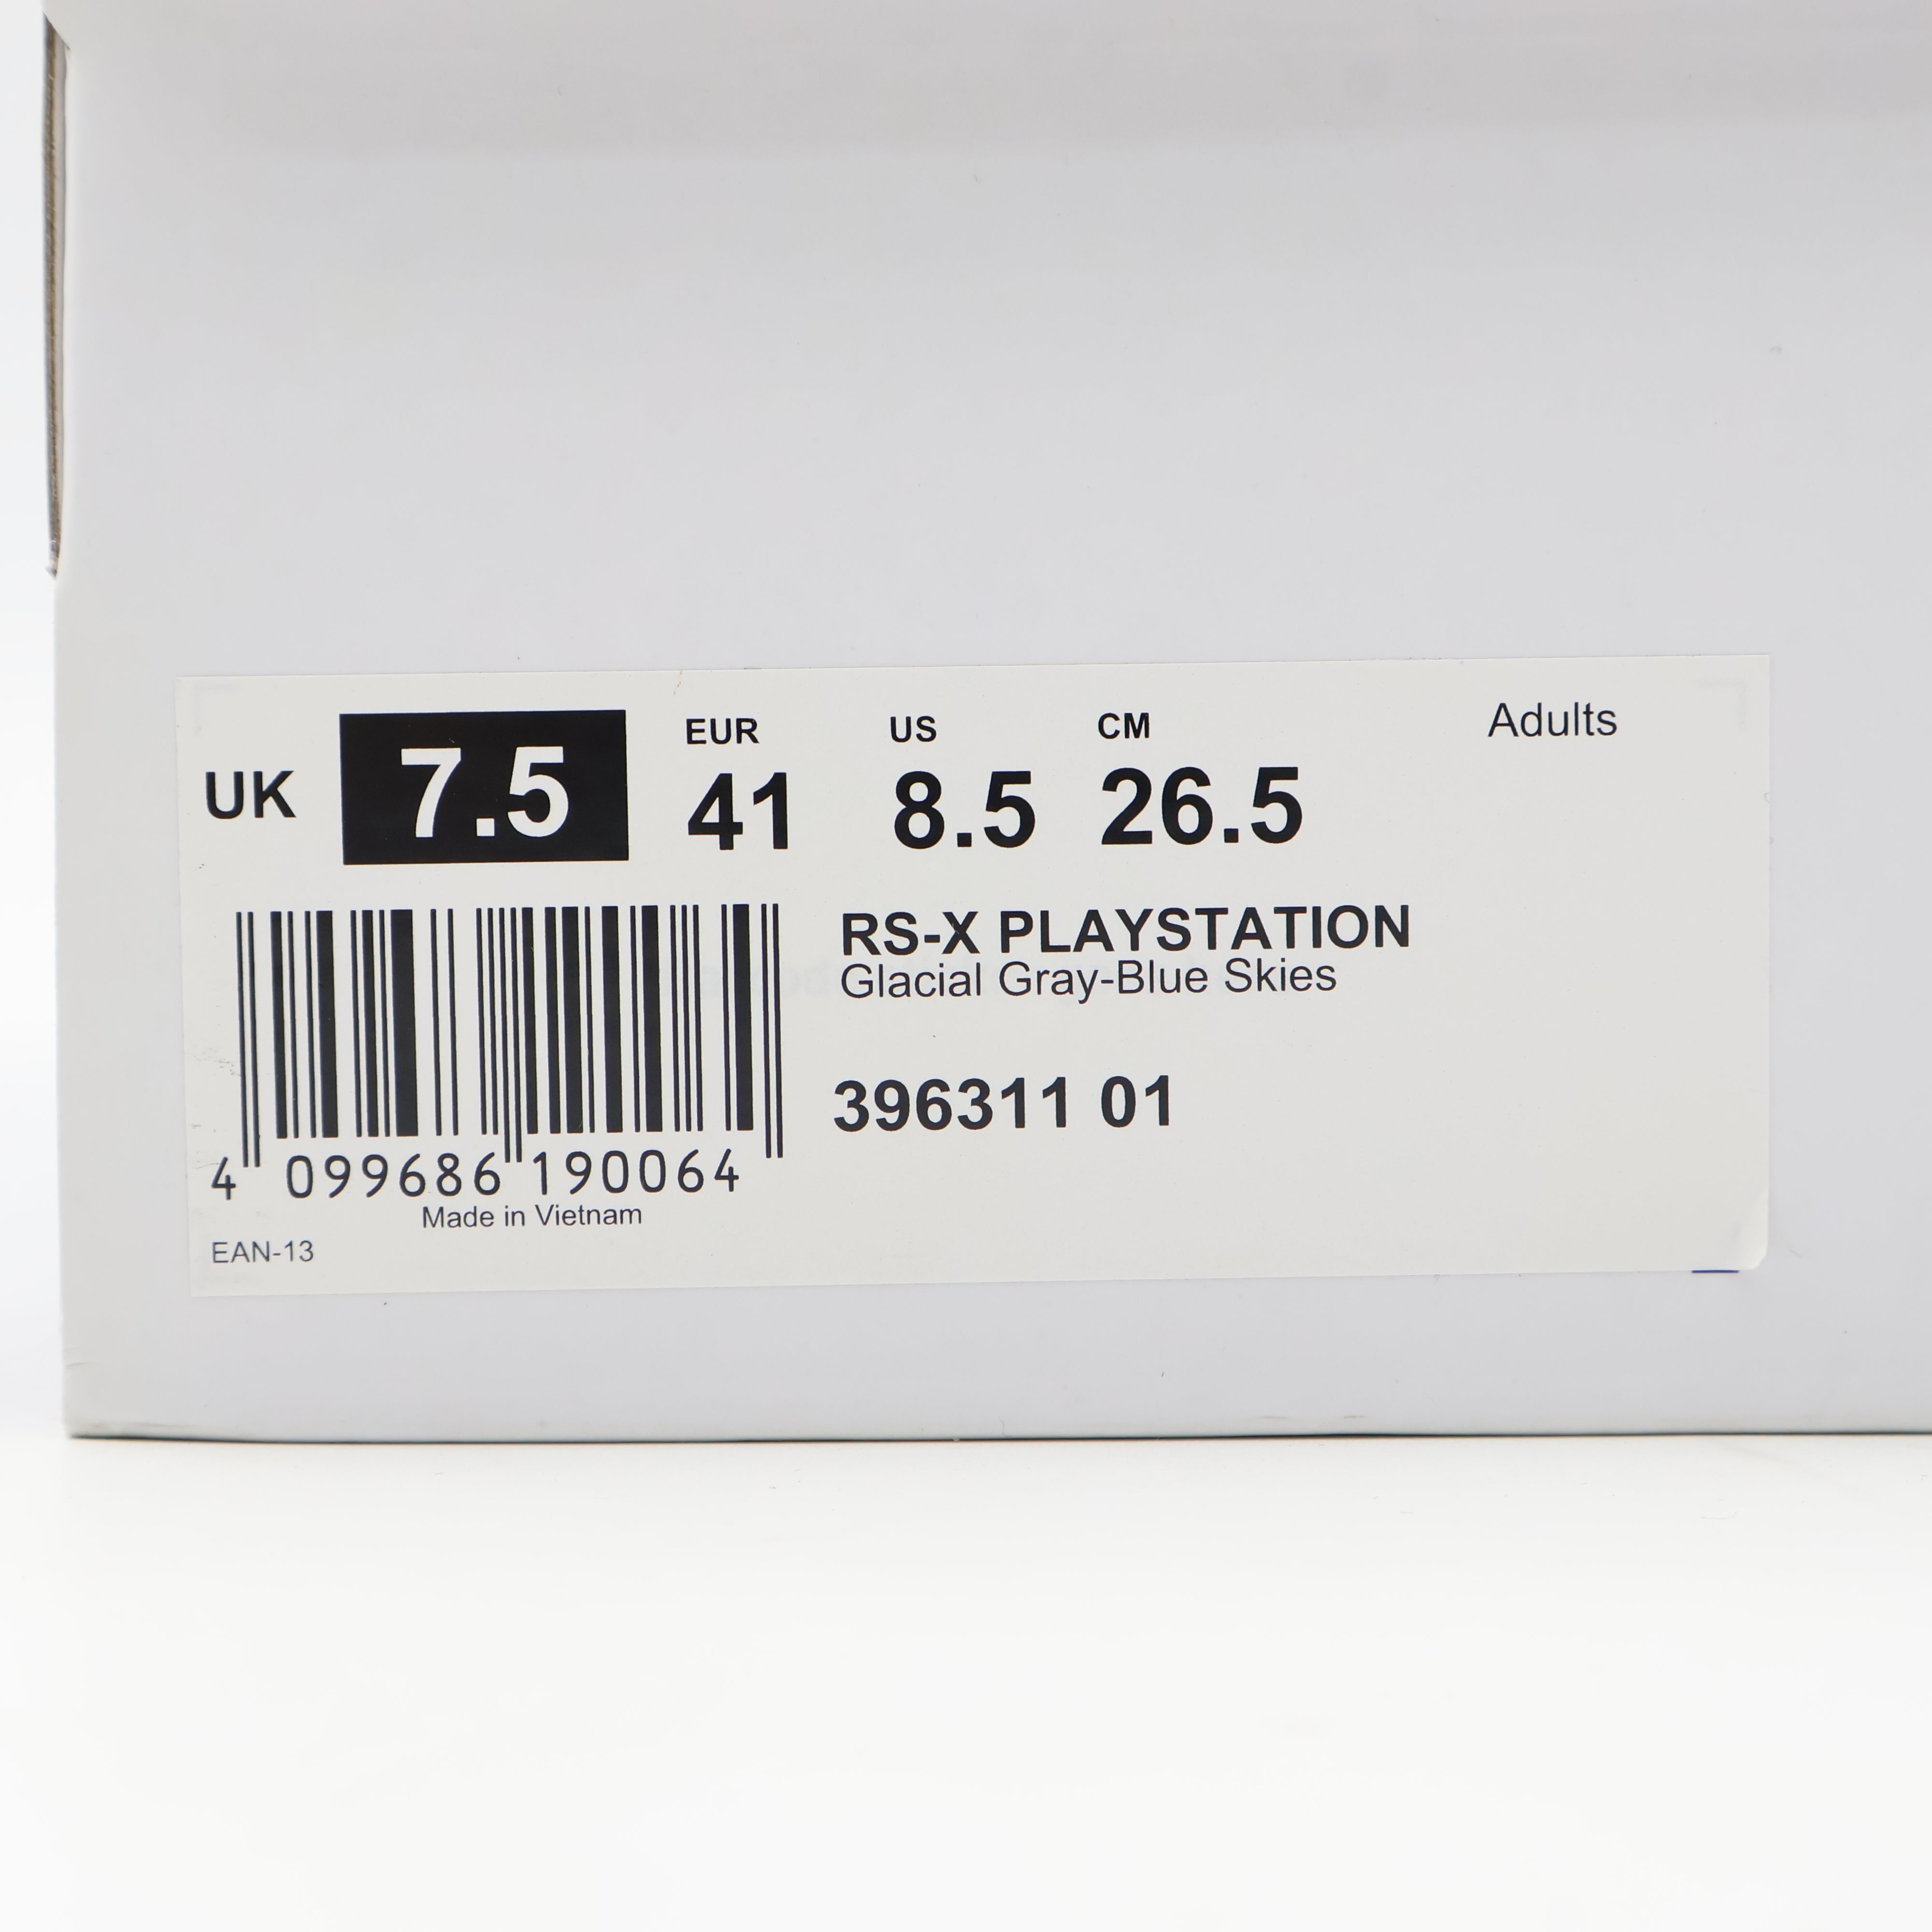 Adults
UK 7.5
EUR 41
US 8.5
CM 26.5
RS-X PLAYSTATION
Glacial Gray-Blue Skies
396311 01
4 099686 190064
Made in Vietnam
EAN-13